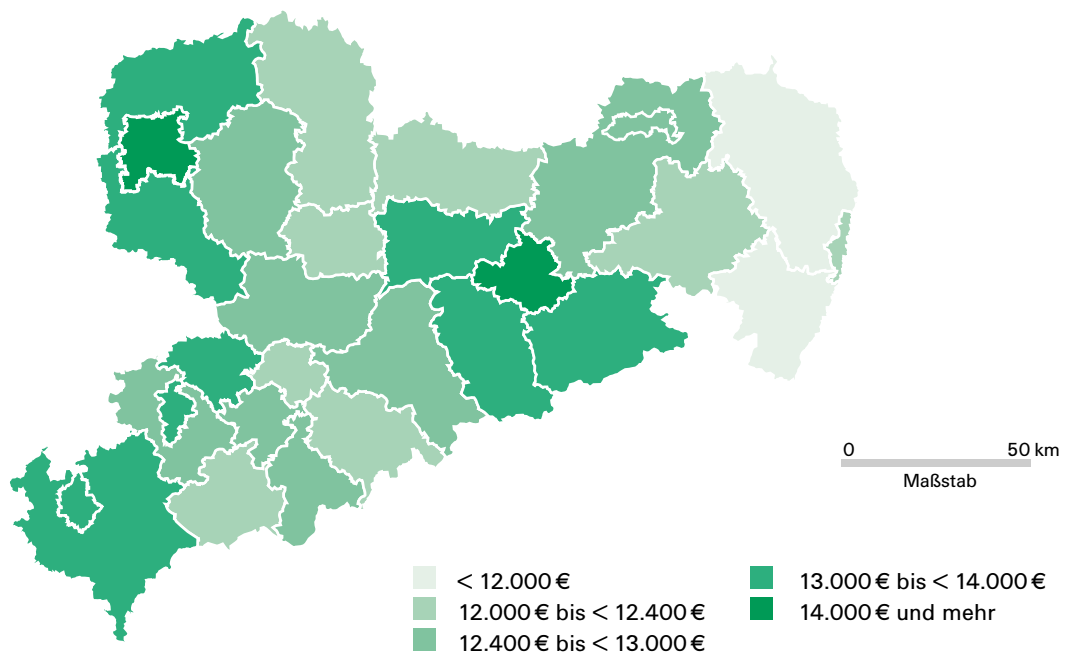 0 50 km
Maßstab
< 12.000 €
12.000 € bis < 12.400 €
12.400 € bis < 13.000 €
13.000 € bis < 14.000 €
14.000 € und mehr